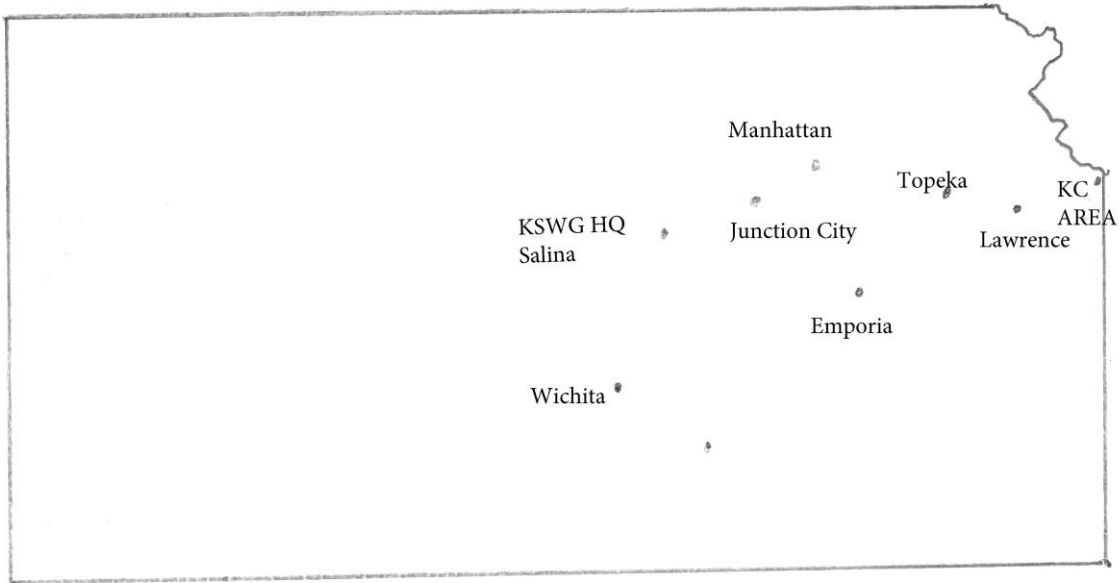 Manhattan
Topeka
KC
AREA
KSWG HQ
Salina
Junction City
Lawrence
Emporia
Wichita